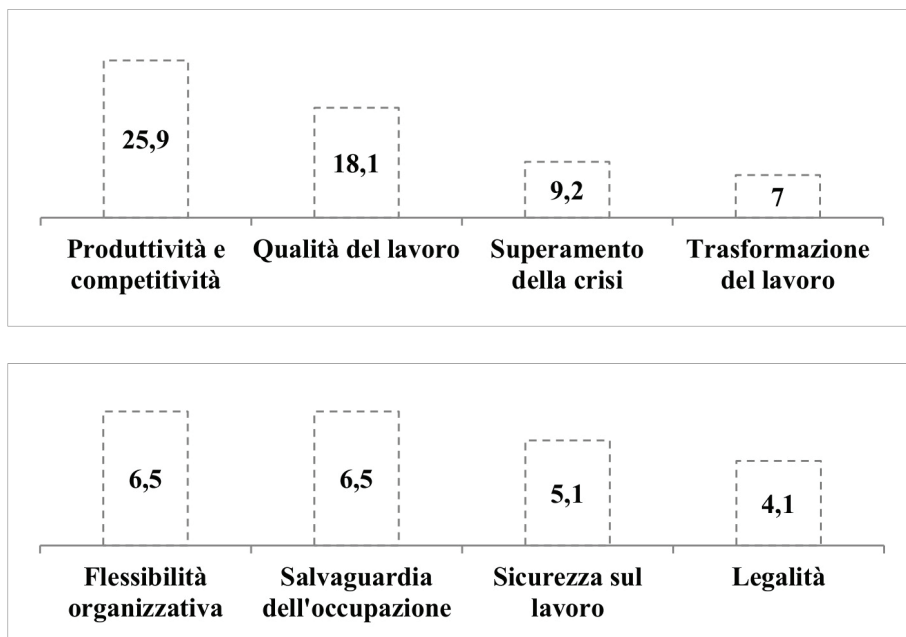 25,9
18,1
9,2
7
Produttività e
competitività
Qualità del lavoro
Superamento
della crisi
Trasformazione
del lavoro
6,5
6,5
5,1
4,1
Flessibilità
organizzativa
Salvaguardia
dell'occupazione
Sicurezza sul
lavoro
Legalità